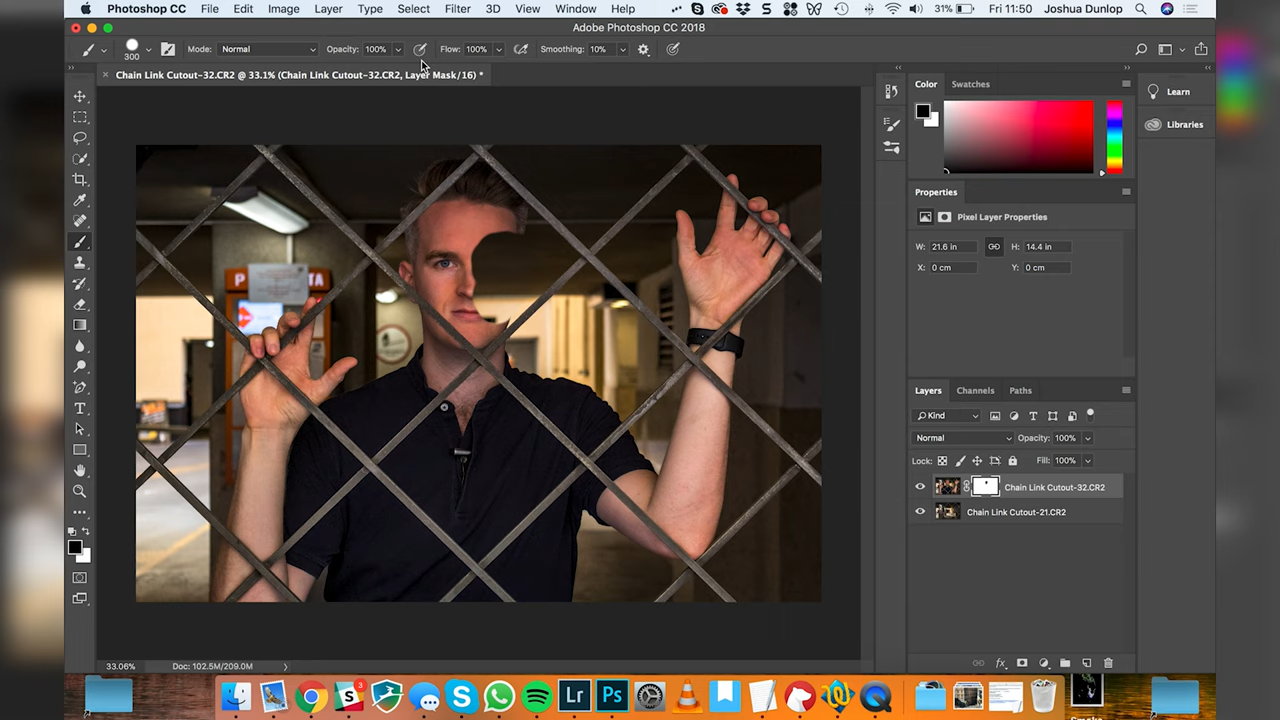 Photoshop CC File Edit Image Layer Type Select Filter 3D View Window Help 31% Fri 11:50 Joshua Dunlop
Adobe Photoshop CC 2018
300 Mode: Normal Opacity: 100% Flow: 100% Smoothing: 10%
Chain Link Cutout-32.CR2 @ 33.1% (Chain Link Cutout-32.CR2, Layer Mask/16) *
Color Swatches
Learn
Libraries
Properties
Pixel Layer Properties
W: 21.6 in H: 14.4 in
X: 0 cm Y: 0 cm
Layers Channels Paths
Kind
Normal Opacity: 100%
Lock: Fill: 100%
Chain Link Cutout-32.CR2
Chain Link Cutout-21.CR2
33.06% Doc: 102.5M/209.0M
3
Lr Ps